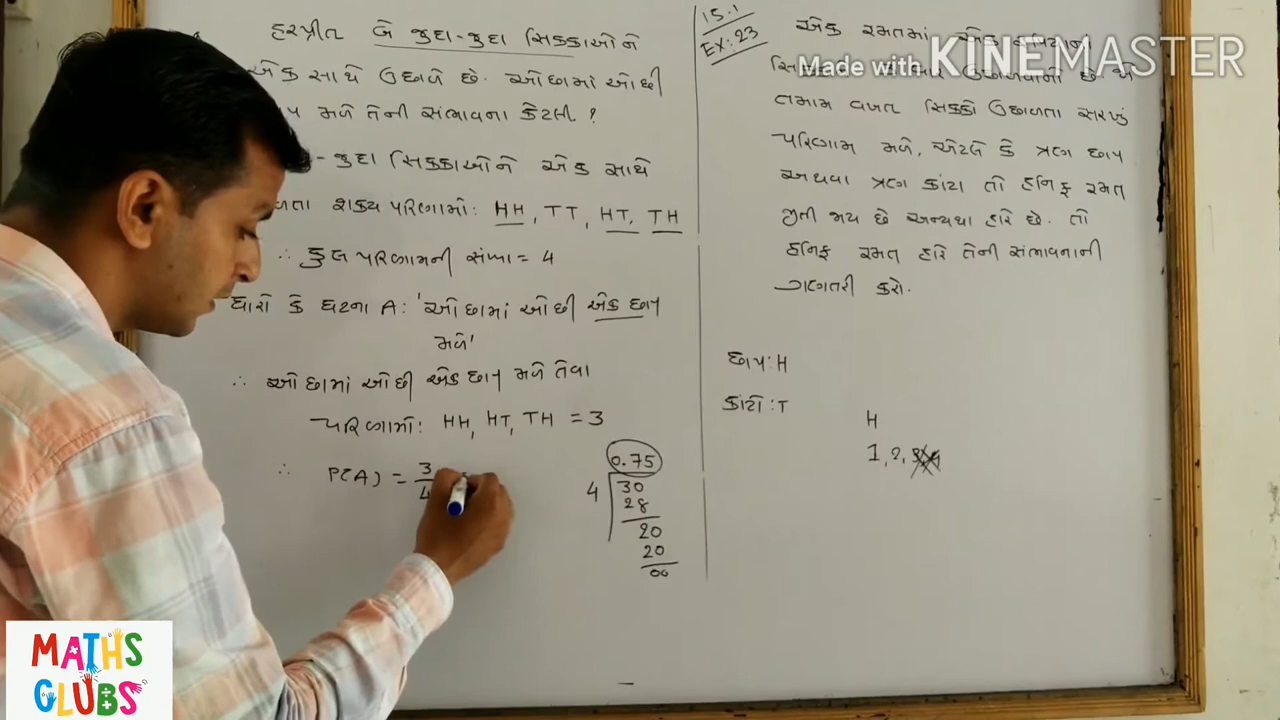 હરપ્રીત બે જુદા-જુદા સિક્કાઓને
એક સાથે ઉછાળે છે. ઓછામાં ઓછી
મળે તેની સંભાવના કેટલી ?
- જુદા સિક્કાઓને એક સાથે
શક્ય પરિણામો: HH, TT, HT, TH
∴ કુલ પરિણામની સંખ્યા = 4
ધારો કે ઘટના A: 'ઓછામાં ઓછી એક છાપ
મળે'
∴ ઓછામાં ઓછી એક છાપ મળે તેવા
પરિણામો: HH, HT, TH = 3
∴ P(A) = 3/4
0.75
4 30
28
20
20
00
15.1
EX: 23
એક રમતમાં એક
ઉછાળવામાં છે
તમામ વખત સિક્કો ઉછાળતા સરખું
પરિણામ મળે, એટલે કે ત્રણ છાપ
અથવા ત્રણ કાંટા તો હનિફ રમત
જીતી જાય છે અન્યથા હારે છે. તો
હનિફ રમત હારે તેની સંભાવનાની
ગણતરી કરો.
છાપ: H
કાંટો: T
H
1, 2,
Made with KINEMASTER
MATHS
CLUBS